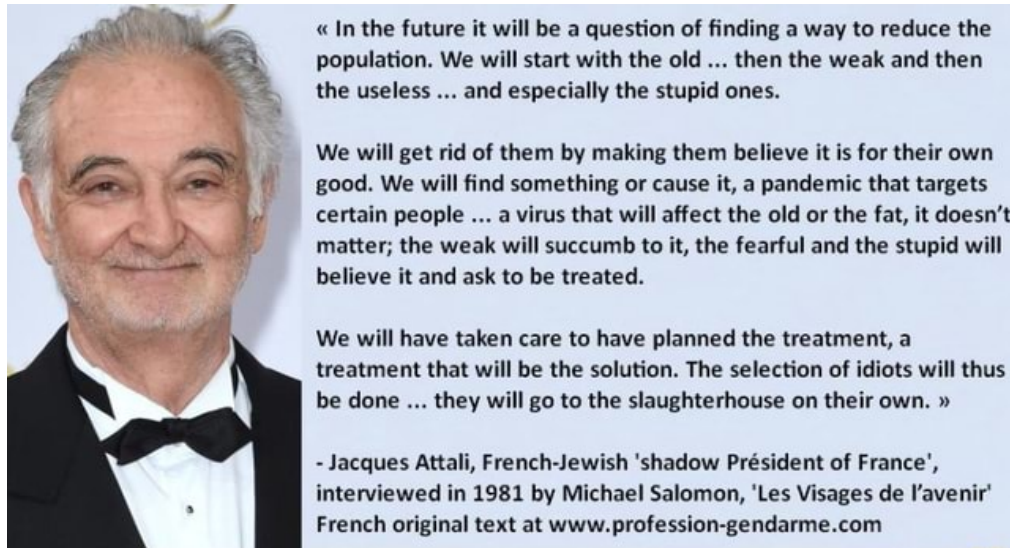 « In the future it will be a question of finding a way to reduce the
population. We will start with the old ... then the weak and then
the useless ... and especially the stupid ones.
We will get rid of them by making them believe it is for their own
good. We will find something or cause it, a pandemic that targets
certain people ... a virus that will affect the old or the fat, it doesn't
matter; the weak will succumb to it, the fearful and the stupid will
believe it and ask to be treated.
We will have taken care to have planned the treatment, a
treatment that will be the solution. The selection of idiots will thus
be done ... they will go to the slaughterhouse on their own. »
- Jacques Attali, French-Jewish 'shadow Président of France',
interviewed in 1981 by Michael Salomon, 'Les Visages de l’avenir'
French original text at www.profession-gendarme.com